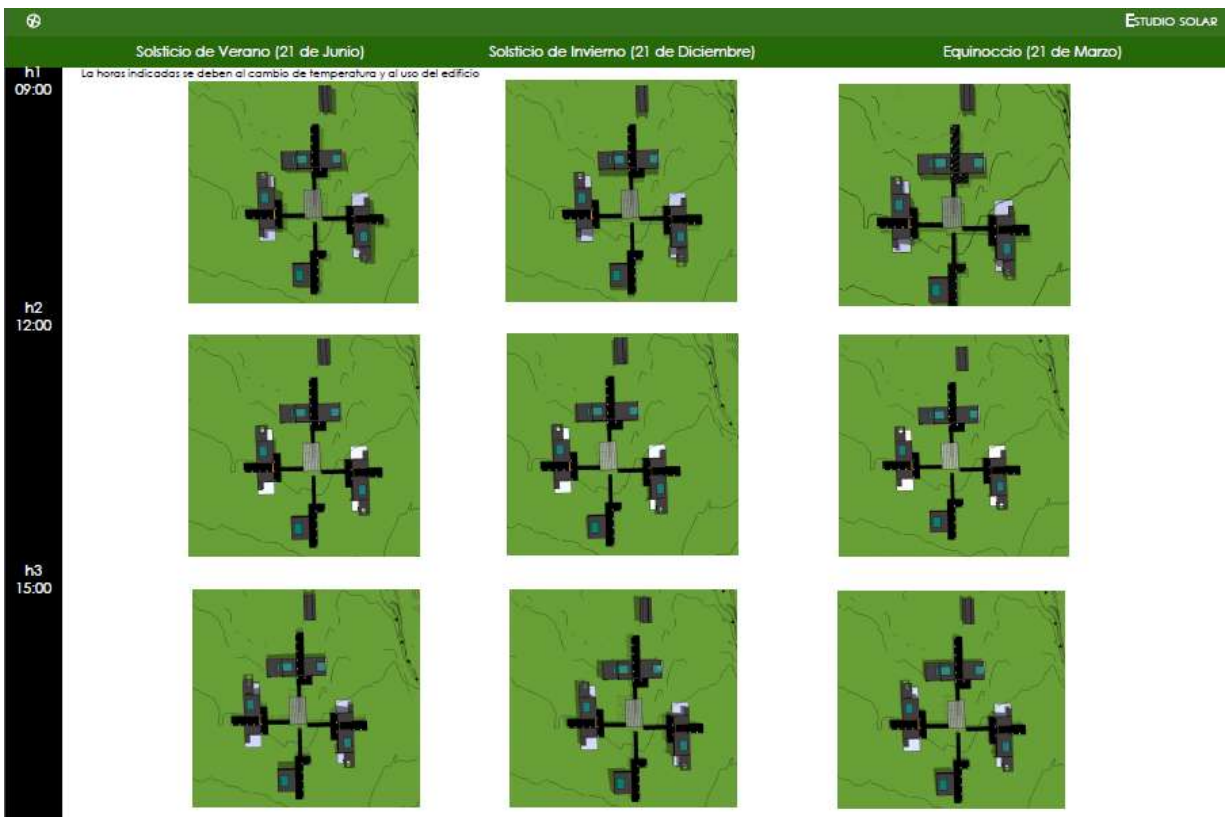 ESTUDIO SOLAR
Solsticio de Verano (21 de Junio)
Solsticio de Invierno (21 de Diciembre)
Equinoccio (21 de Marzo)
La horas indicadas se deben al cambio de temperatura y al uso del edificio
h1
09:00
h2
12:00
h3
15:00